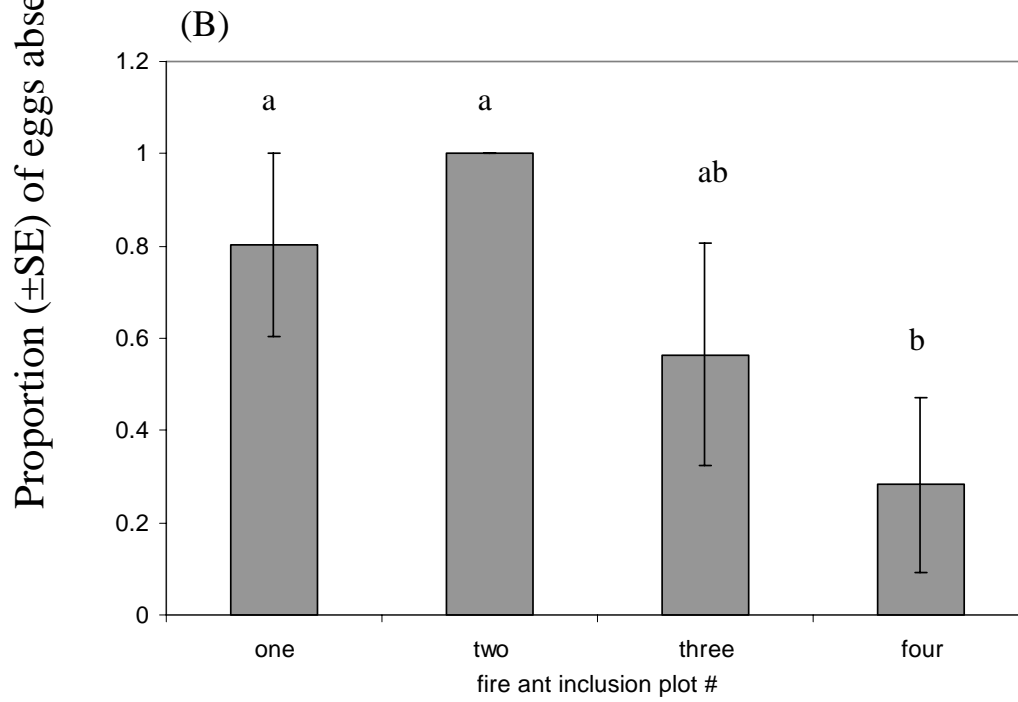 (B)
Proportion (±SE) of eggs
1.2
1
0.8
0.6
0.4
0.2
0
a
a
ab
b
one two three four
fire ant inclusion plot #